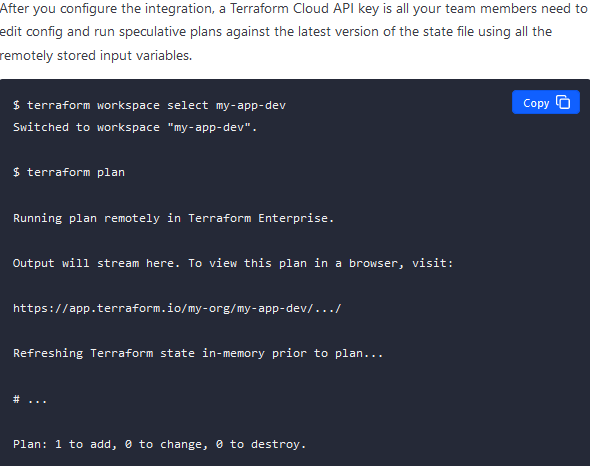 After you configure the integration, a Terraform Cloud API key is all your team members need to
edit config and run speculative plans against the latest version of the state file using all the
remotely stored input variables.
Copy
$ terraform workspace select my-app-dev
Switched to workspace "my-app-dev".
$ terraform plan
Running plan remotely in Terraform Enterprise.
Output will stream here. To view this plan in a browser, visit:
https://app.terraform.io/my-org/my-app-dev/.../
Refreshing Terraform state in-memory prior to plan...
# ...
Plan: 1 to add, 0 to change, 0 to destroy.